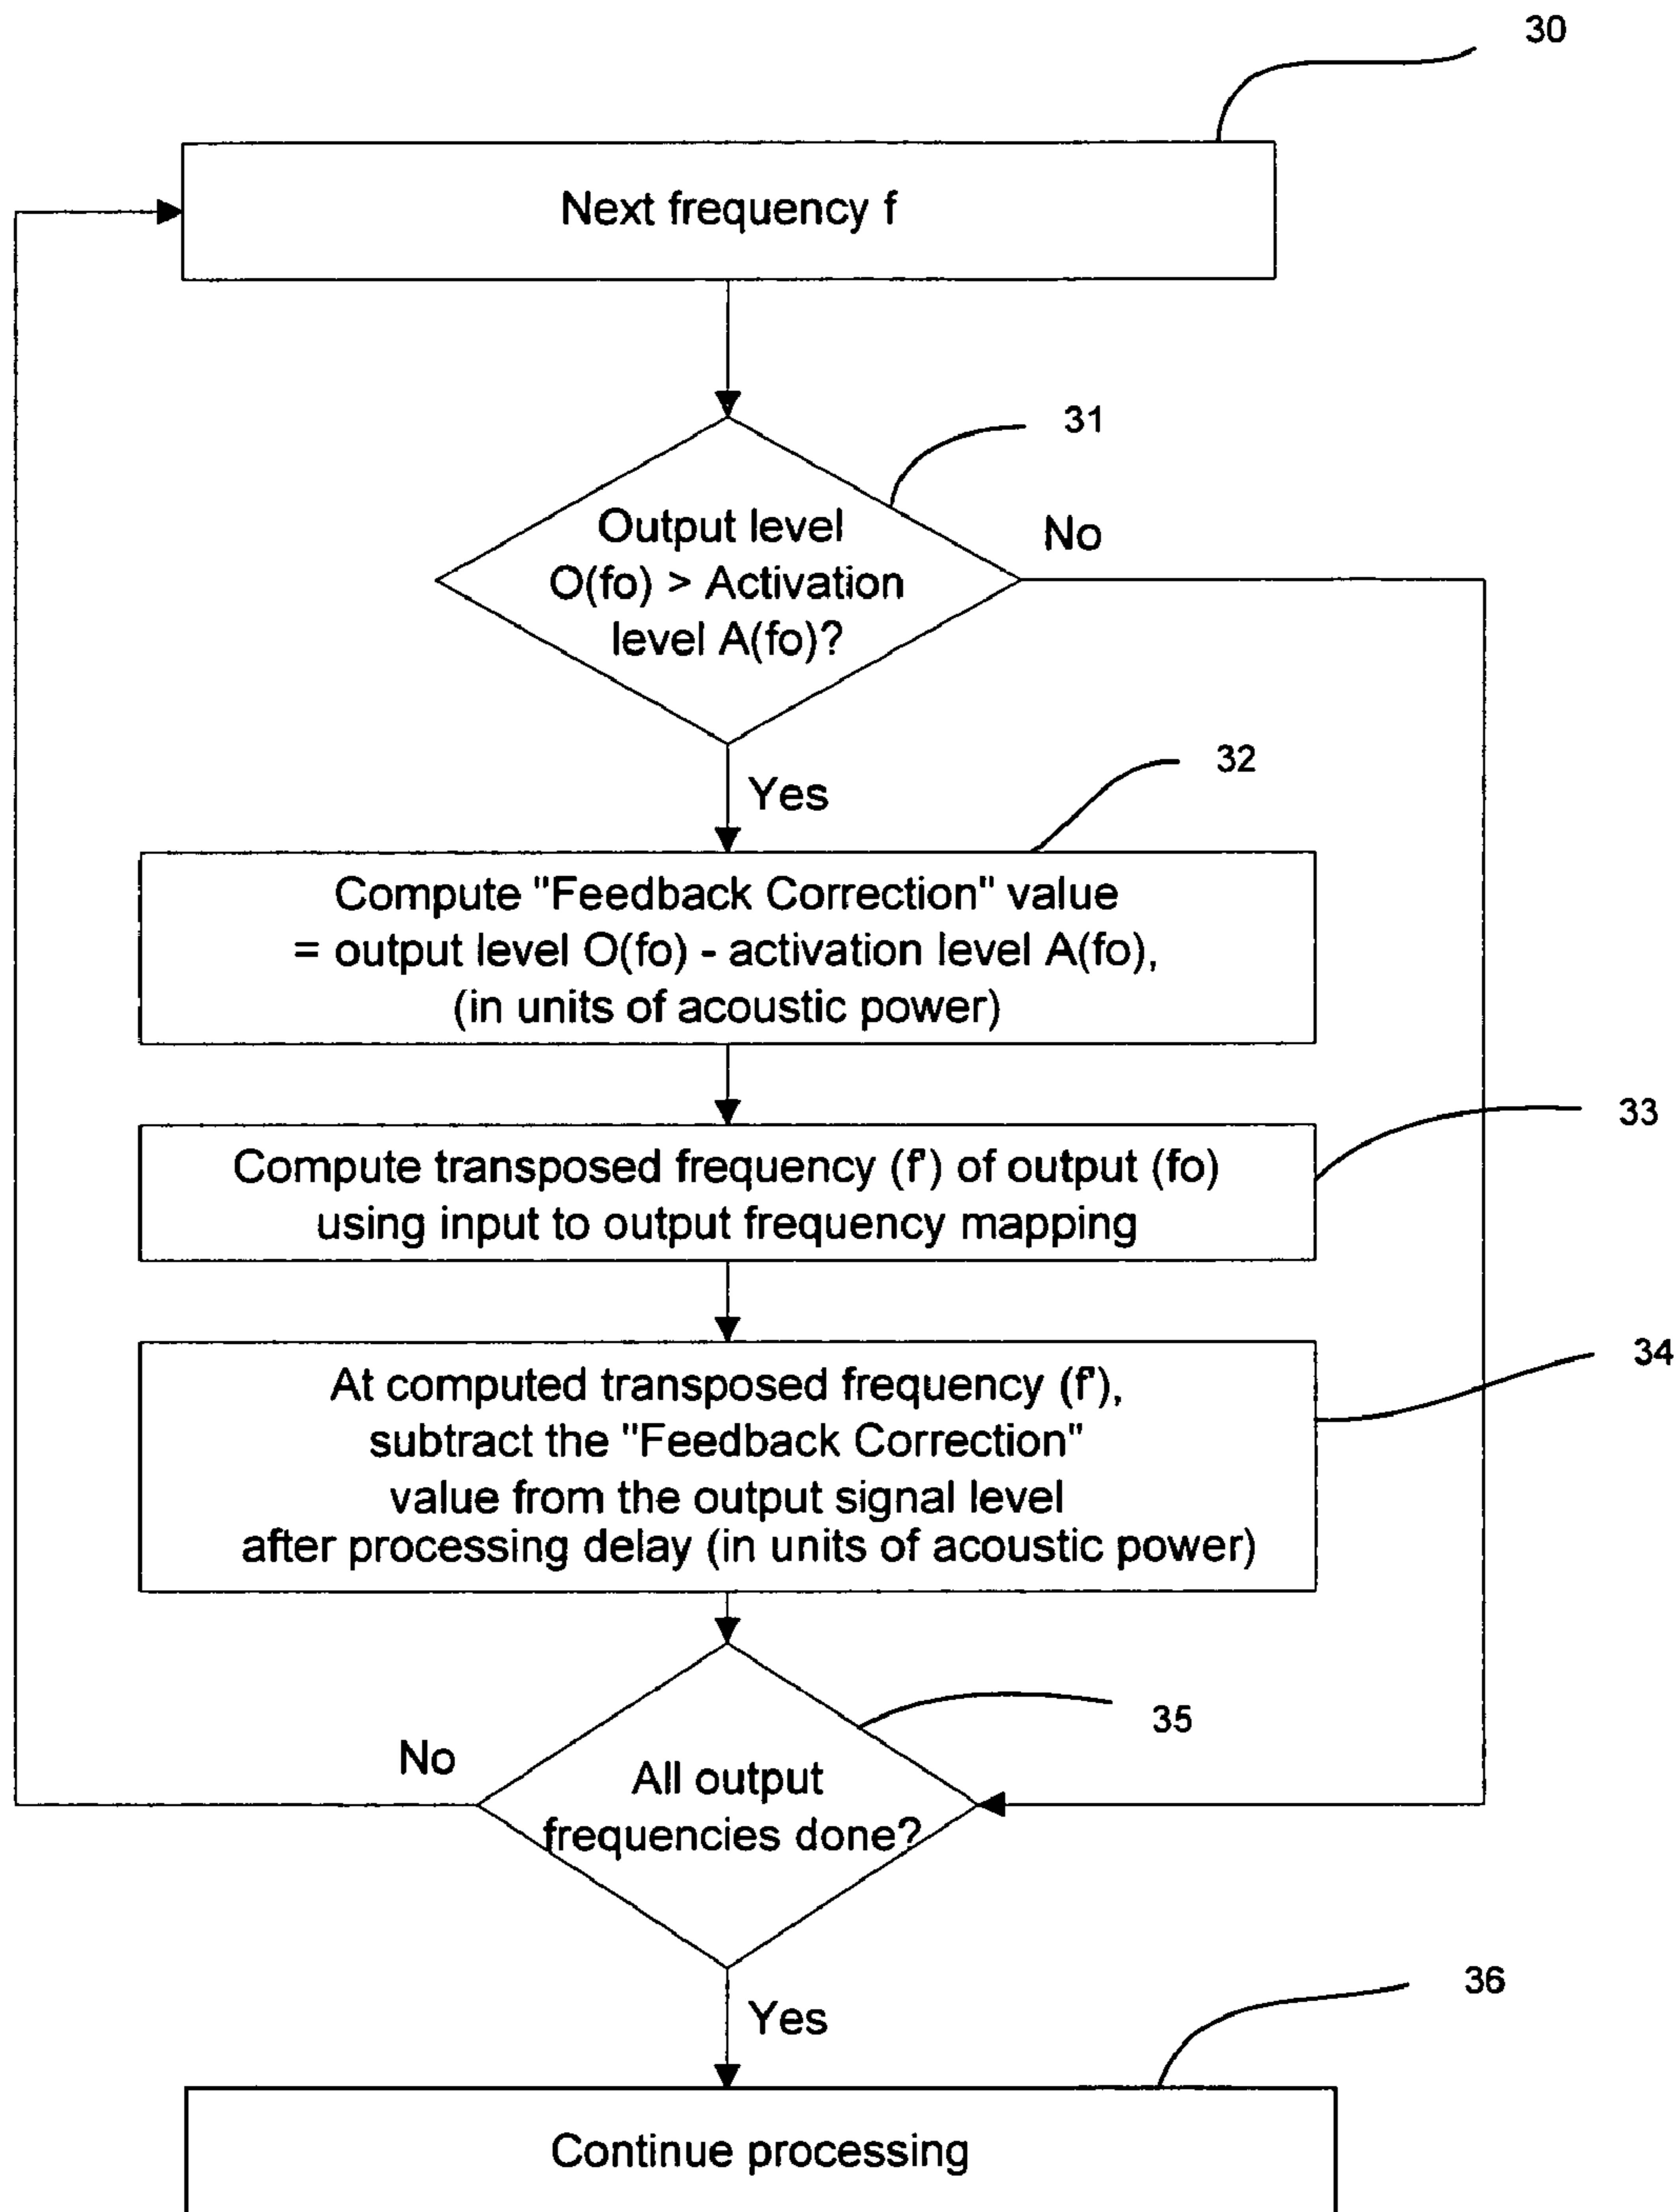 30
Next frequency f
31
Output level
O(fo) > Activation
level A(fo)?
No
Yes
32
Compute "Feedback Correction" value
= output level O(fo) - activation level A(fo),
(in units of acoustic power)
33
Compute transposed frequency (f') of output (fo)
using input to output frequency mapping
34
At computed transposed frequency (f'),
subtract the "Feedback Correction"
value from the output signal level
after processing delay (in units of acoustic power)
35
No
All output
frequencies done?
Yes
36
Continue processing